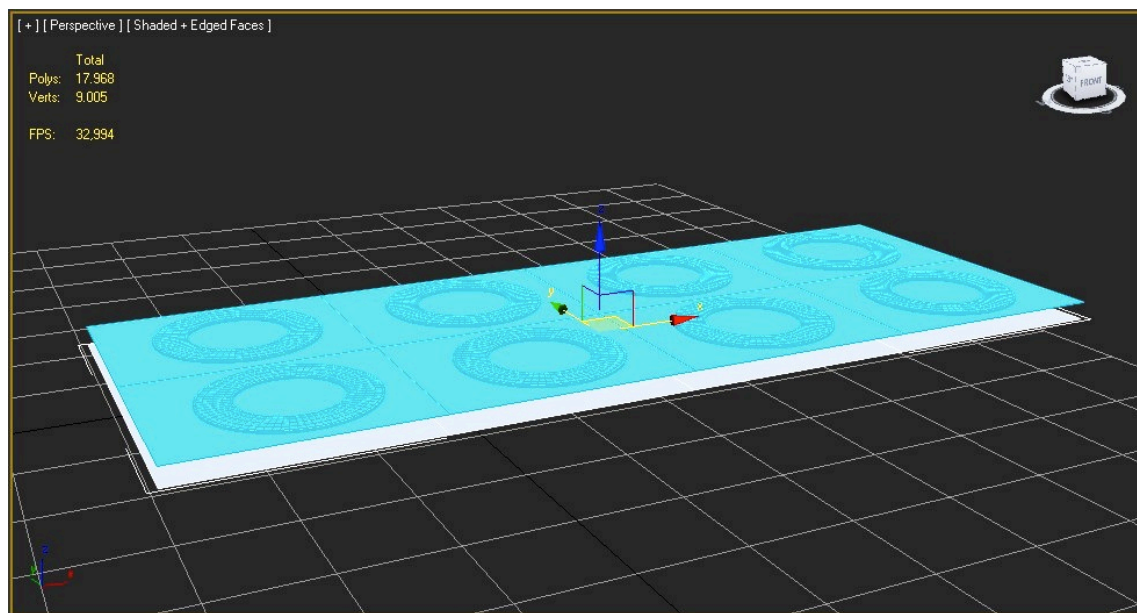 [ + ] [ Perspective ] [ Shaded + Edged Faces ]
Total
Polys: 17.968
Verts: 9.005
FPS: 32,994
FRONT
z
y
x
z
y
x